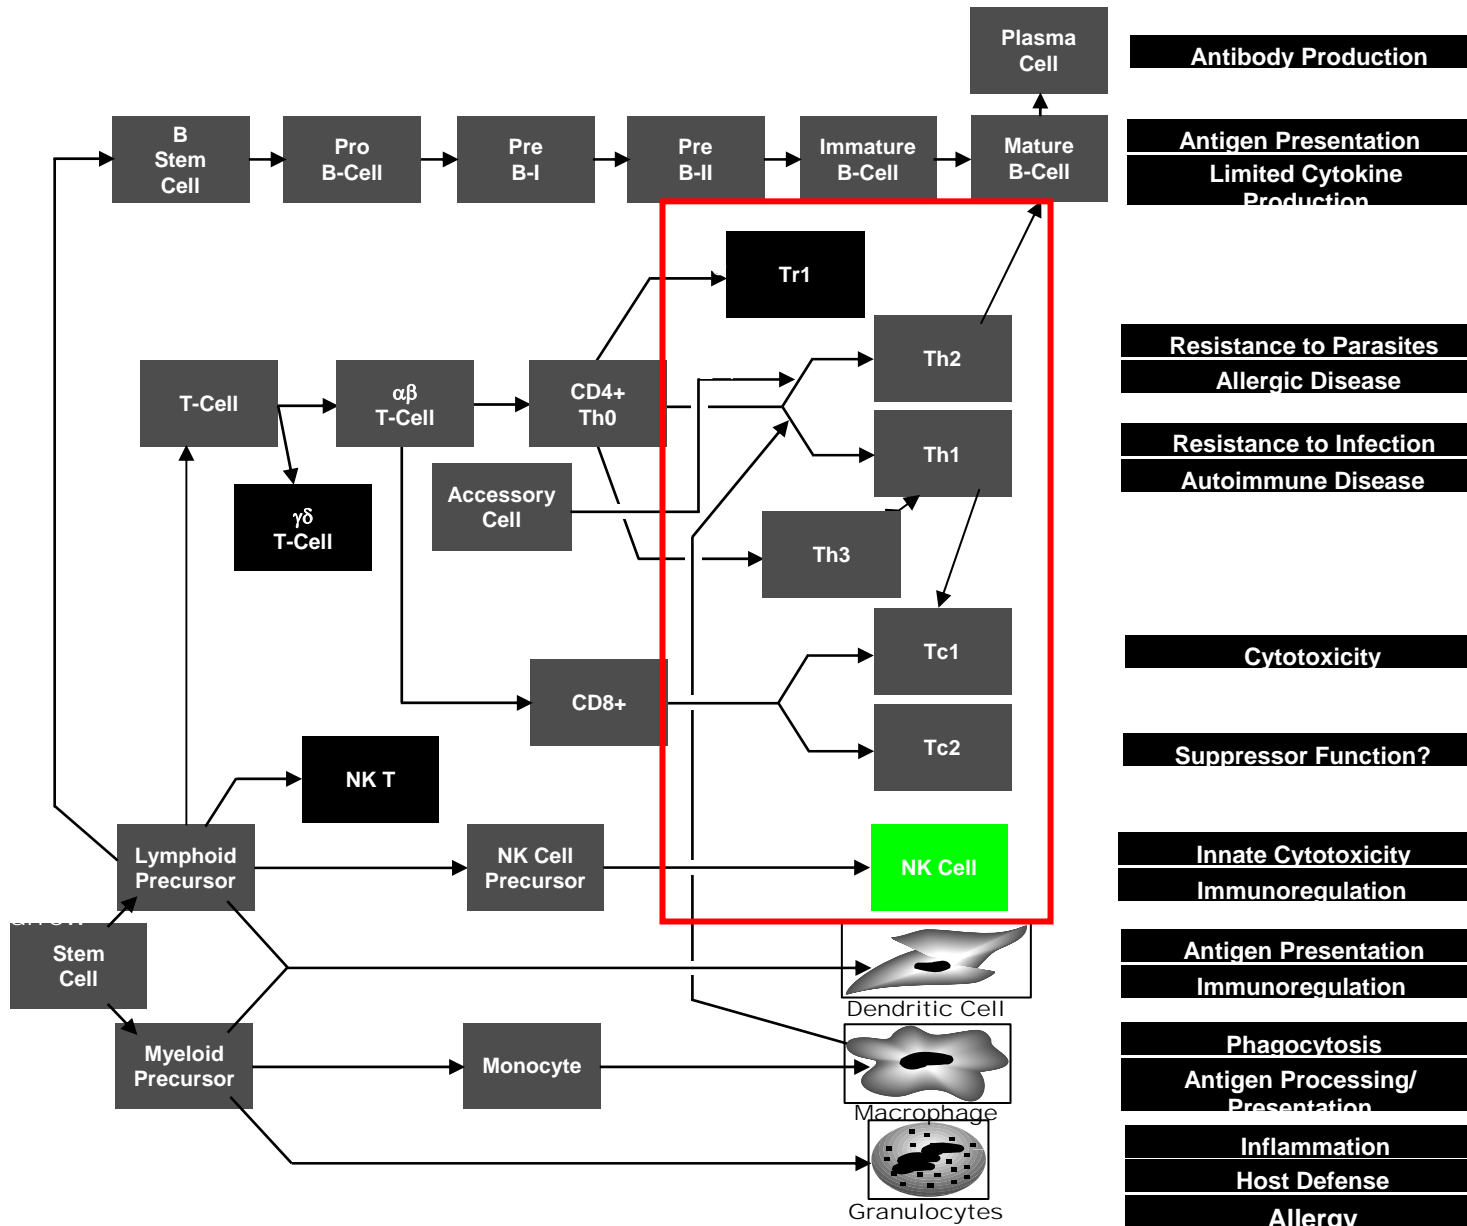 Plasma
Cell
Antibody Production
B
Stem
Cell
Pro
B-Cell
Pre
B-I
Pre
B-II
Immature
B-Cell
Mature
B-Cell
Antigen Presentation
Limited Cytokine
Production
Tr1
T-Cell
αβ
T-Cell
CD4+
Th0
Th2
Resistance to Parasites
Allergic Disease
γδ
T-Cell
Accessory
Cell
Th1
Resistance to Infection
Autoimmune Disease
Th3
Tc1
Cytotoxicity
CD8+
Tc2
Suppressor Function?
NK T
Lymphoid
Precursor
NK Cell
Precursor
NK Cell
Innate Cytotoxicity
Immunoregulation
Stem
Cell
Dendritic Cell
Antigen Presentation
Immunoregulation
Myeloid
Precursor
Monocyte
Macrophage
Phagocytosis
Antigen Processing/
Presentation
Granulocytes
Inflammation
Host Defense
Allergy